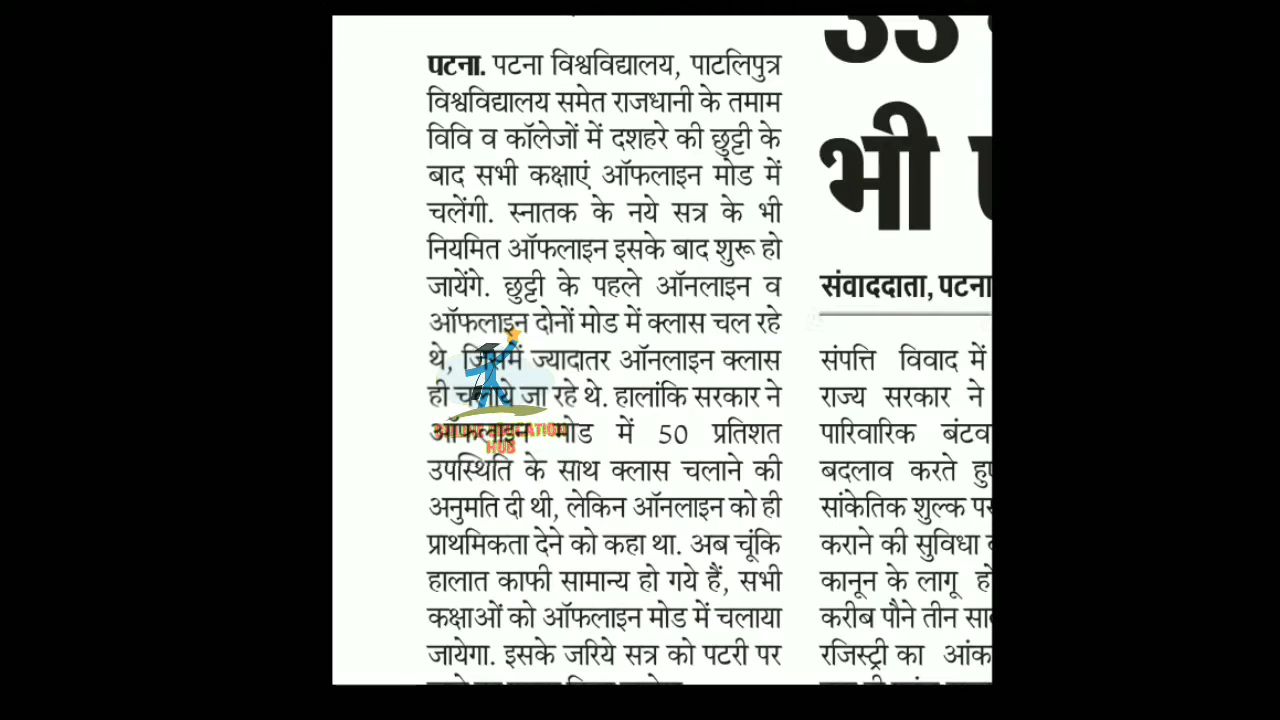 पटना. पटना विश्वविद्यालय, पाटलिपुत्र
विश्वविद्यालय समेत राजधानी के तमाम
विवि व कॉलेजों में दशहरे की छुट्टी के
बाद सभी कक्षाएं ऑफलाइन मोड में
चलेंगी. स्नातक के नये सत्र के भी
नियमित ऑफलाइन इसके बाद शुरू हो
जायेंगे. छुट्टी के पहले ऑनलाइन व
ऑफलाइन दोनों मोड में क्लास चल रहे
थे, जिसमें ज्यादातर ऑनलाइन क्लास
ही चलाये जा रहे थे. हालांकि सरकार ने
ऑफलाइन मोड में 50 प्रतिशत
उपस्थिति के साथ क्लास चलाने की
अनुमति दी थी, लेकिन ऑनलाइन को ही
प्राथमिकता देने को कहा था. अब चूंकि
हालात काफी सामान्य हो गये हैं, सभी
कक्षाओं को ऑफलाइन मोड में चलाया
जायेगा. इसके जरिये सत्र को पटरी पर
HUB
भी
संवाददाता, पटना
संपत्ति विवाद में
राज्य सरकार ने
पारिवारिक
बदलाव करते
सांकेतिक शुल्क
कराने की सुविधा
कानून के लागू
करीब पौने तीन
रजिस्ट्री का